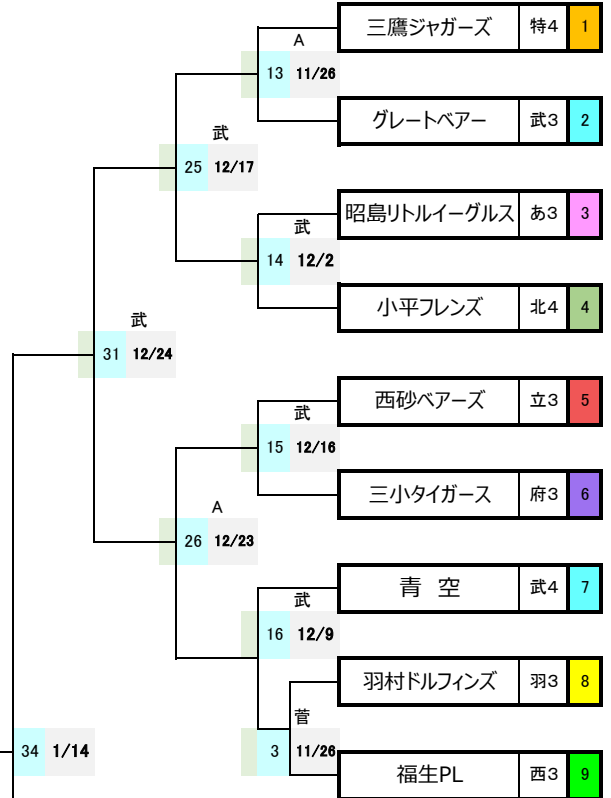 三鷹ジャガーズ 特4 1
A
13 11/26
グレートベアー 武3 2
武
25 12/17
昭島リトルイーグルス あ3 3
武
14 12/2
小平フレンズ 北4 4
武
31 12/24
西砂ベアーズ 立3 5
武
15 12/16
三小タイガース 府3 6
A
26 12/23
青 空 武4 7
武
16 12/9
羽村ドルフィンズ 羽3 8
菅
34 1/14
3 11/26
福生PL 西3 9